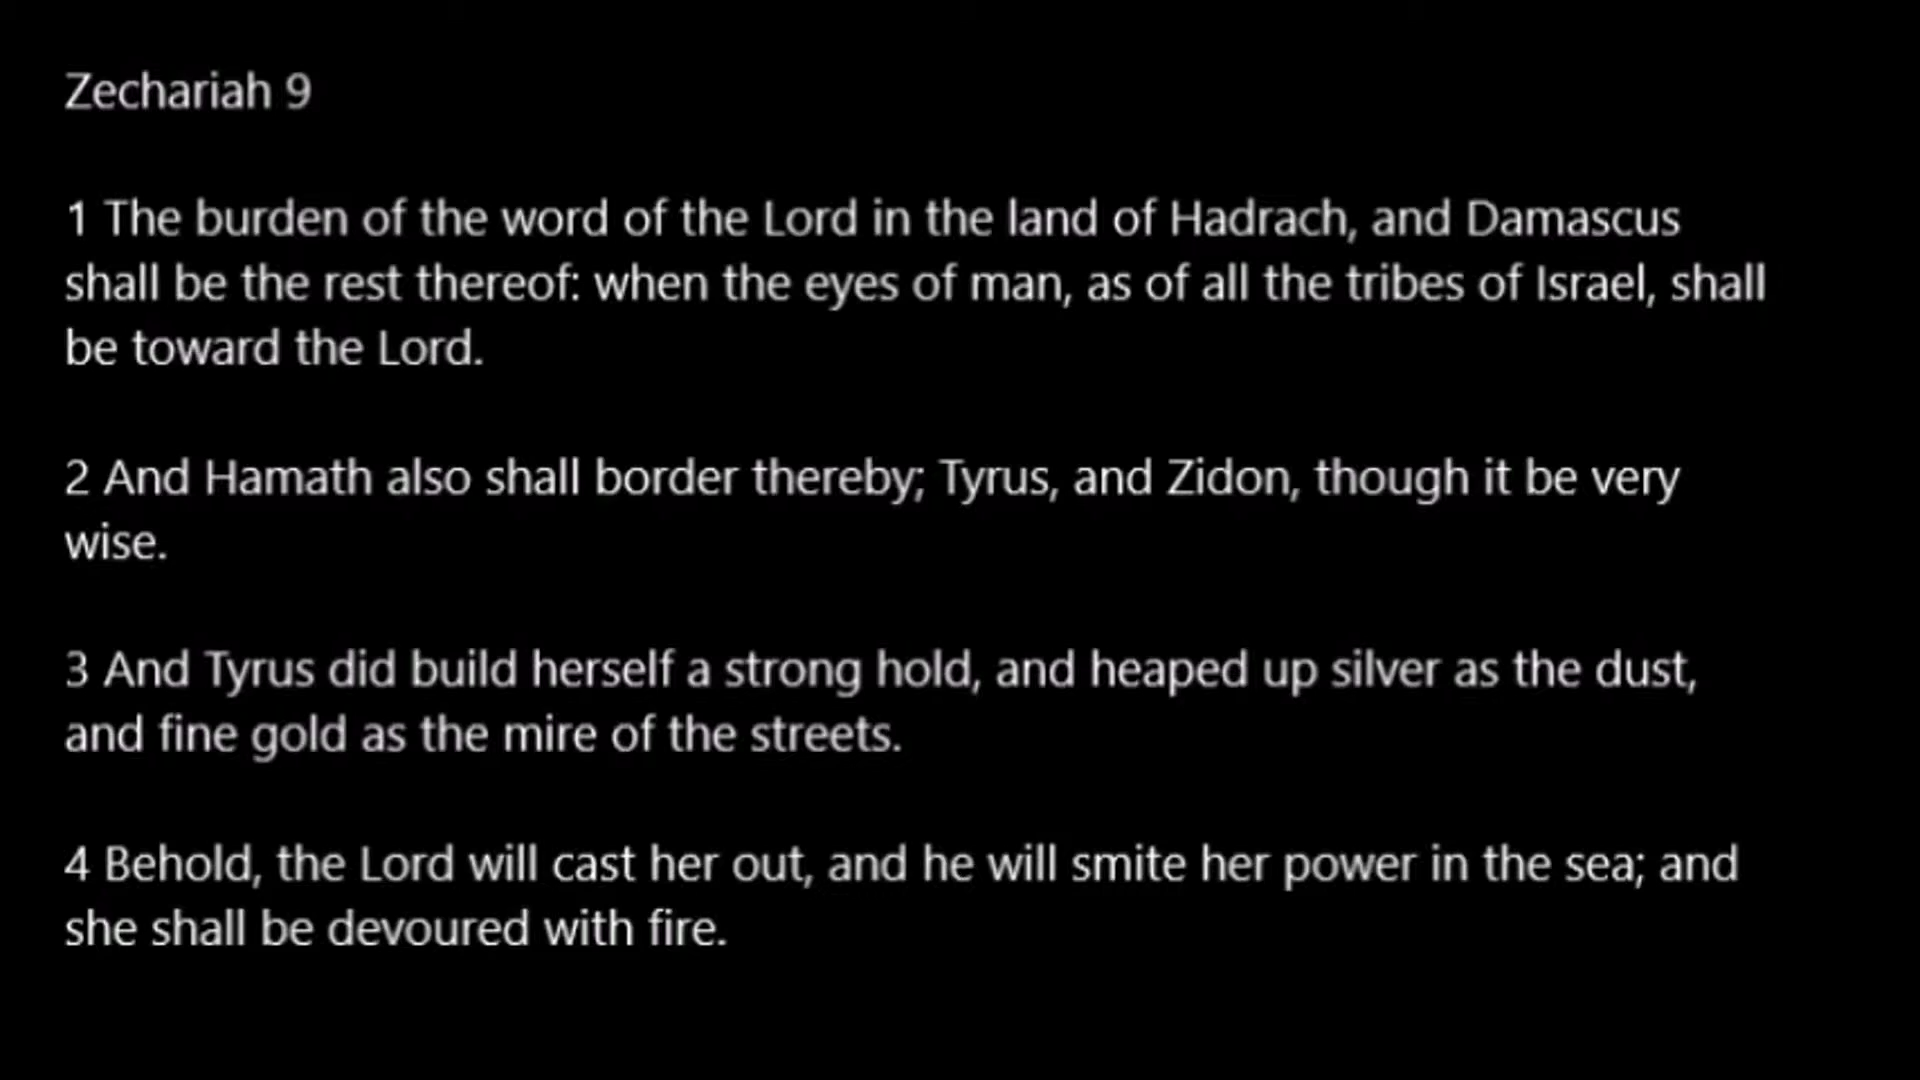 Zechariah 9
1 The burden of the word of the Lord in the land of Hadrach, and Damascus
shall be the rest thereof: when the eyes of man, as of all the tribes of Israel, shall
be toward the Lord.
2 And Hamath also shall border thereby; Tyrus, and Zidon, though it be very
wise.
3 And Tyrus did build herself a strong hold, and heaped up silver as the dust,
and fine gold as the mire of the streets.
4 Behold, the Lord will cast her out, and he will smite her power in the sea; and
she shall be devoured with fire.